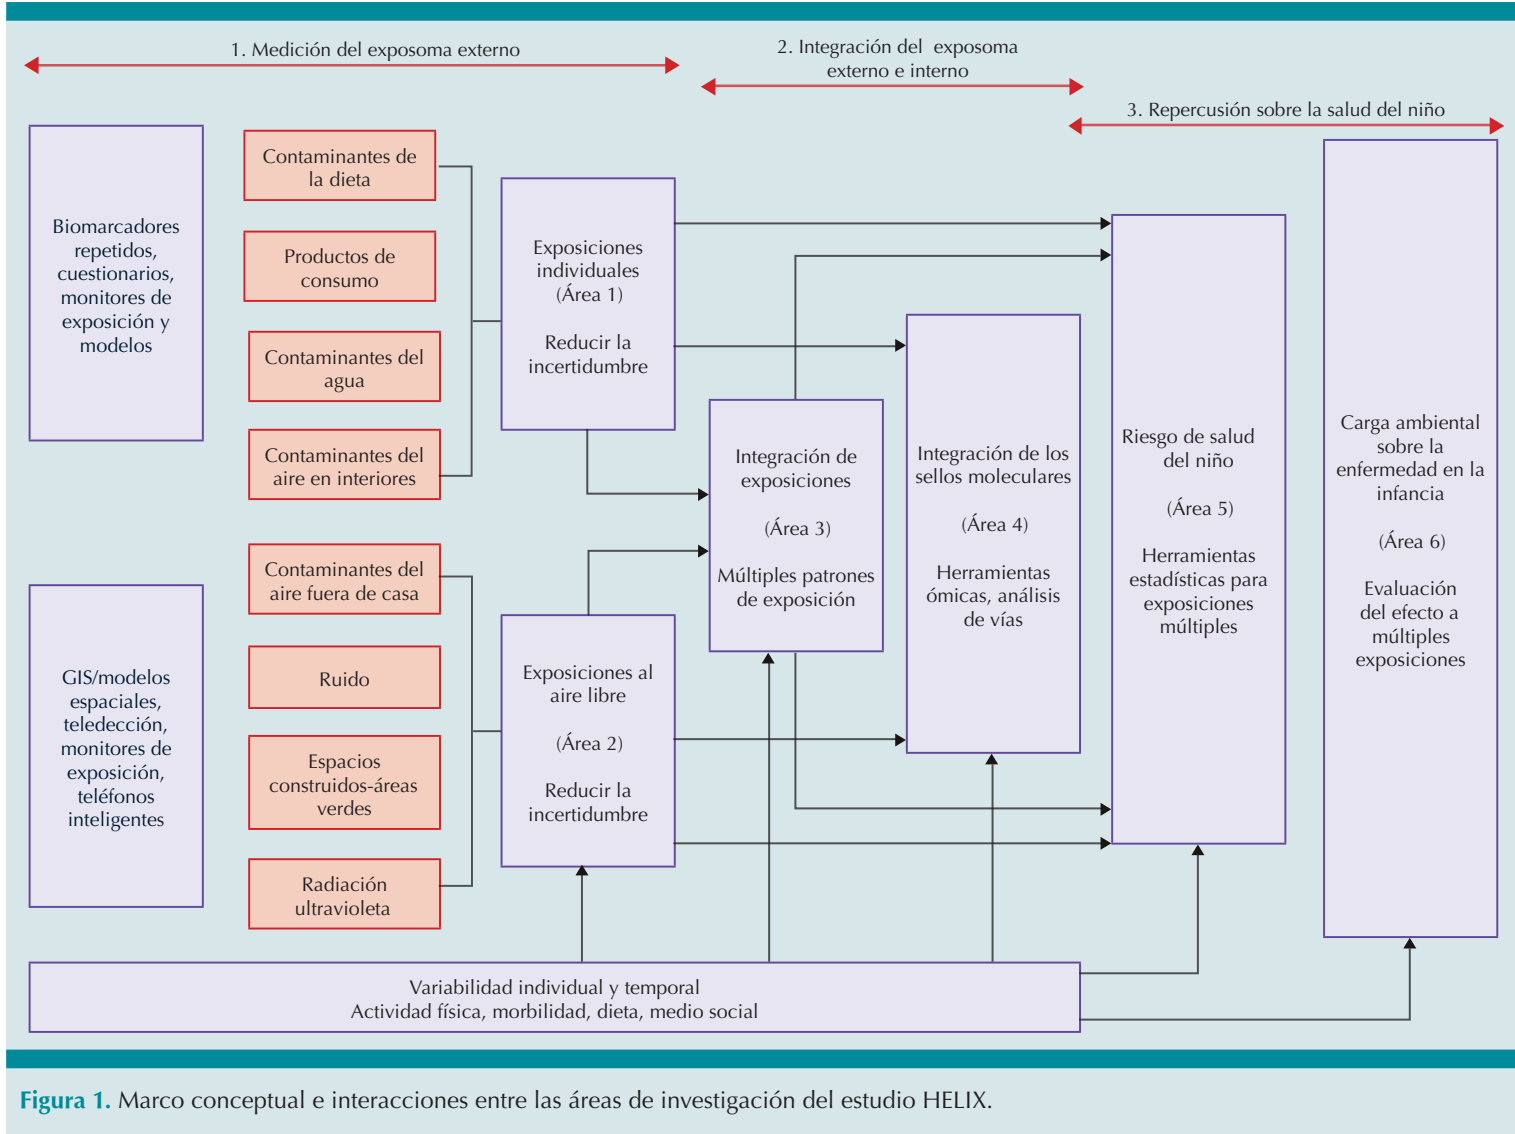 1. Medición del exposoma externo
2. Integración del exposoma
externo e interno
3. Repercusión sobre la salud del niño
Biomarcadores
repetidos,
cuestionarios,
monitores de
exposición y
modelos
GIS/modelos
espaciales,
teledección,
monitores de
exposición,
teléfonos
inteligentes
Contaminantes de
la dieta
Productos de
consumo
Contaminantes del
agua
Contaminantes del
aire en interiores
Contaminantes del
aire fuera de casa
Ruido
Espacios
construidos-áreas
verdes
Radiación
ultravioleta
Exposiciones
individuales
(Área 1)
Reducir la
incertidumbre
Exposiciones al
aire libre
(Área 2)
Reducir la
incertidumbre
Integración de
exposiciones
(Área 3)
Múltiples patrones
de exposición
Integración de los
sellos moleculares
(Área 4)
Herramientas
ómicas, análisis
de vías
Riesgo de salud
del niño
(Área 5)
Herramientas
estadísticas para
exposiciones
múltiples
Carga ambiental
sobre la
enfermedad en la
infancia
(Área 6)
Evaluación
del efecto a
múltiples
exposiciones
Variabilidad individual y temporal
Actividad física, morbilidad, dieta, medio social
Figura 1. Marco conceptual e interacciones entre las áreas de investigación del estudio HELIX.